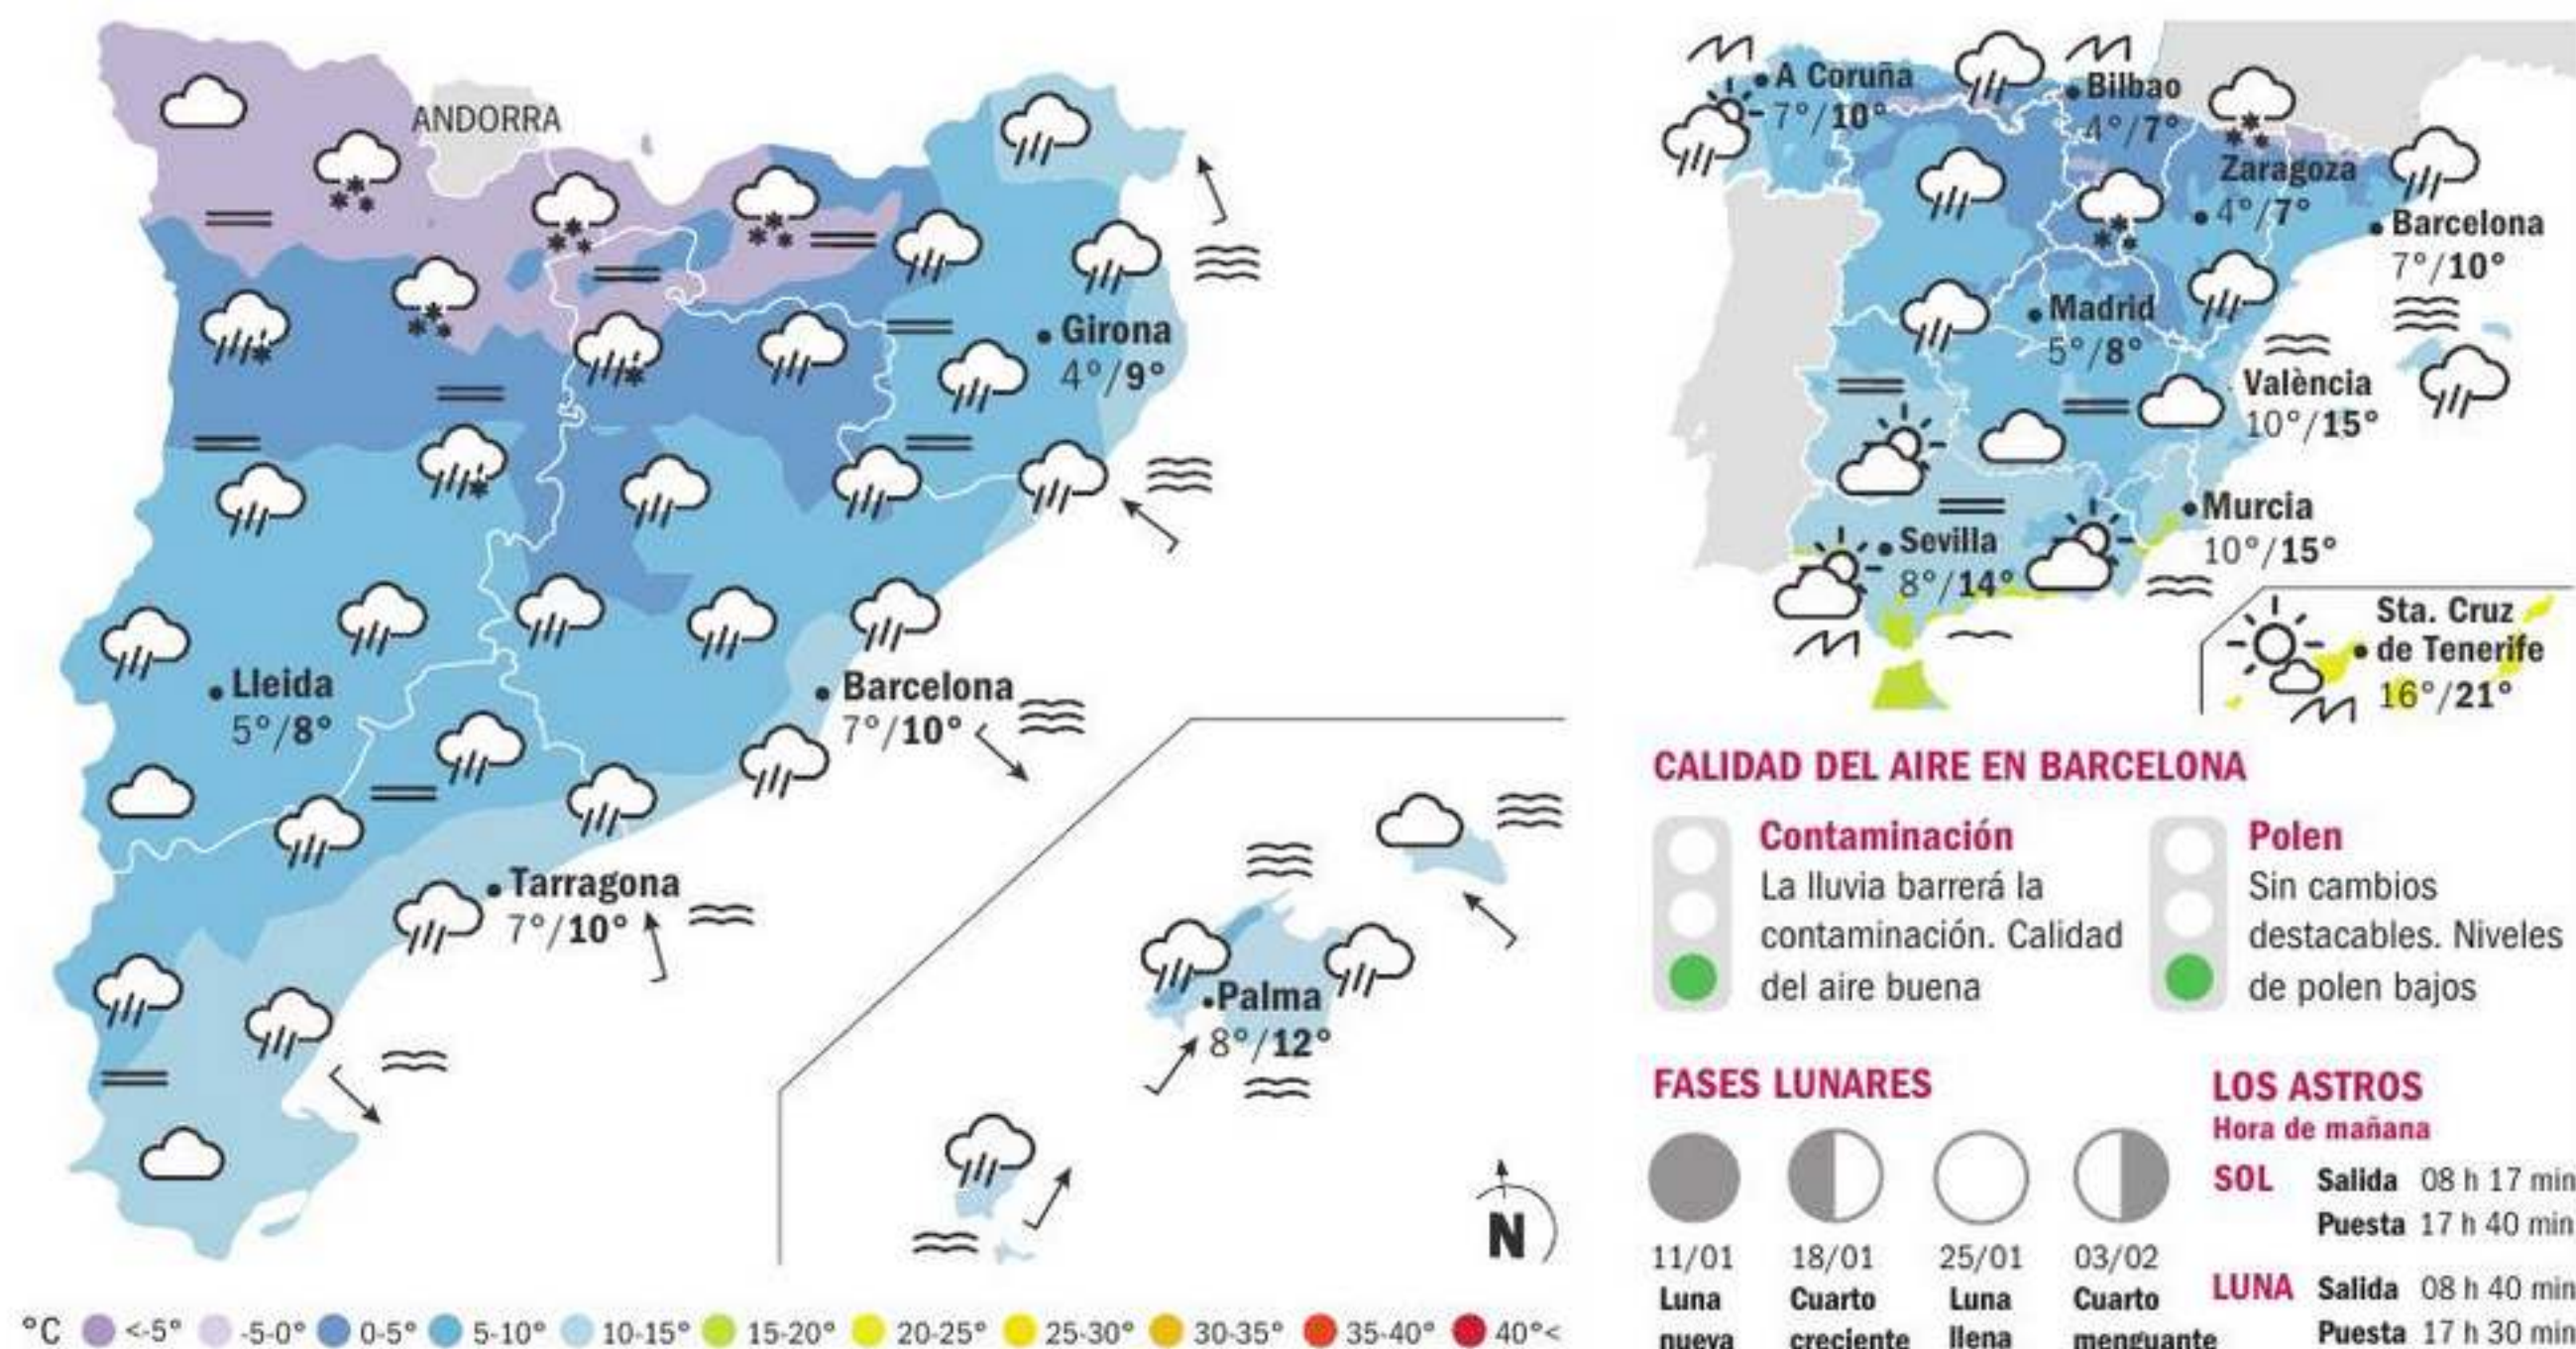 ANDORRA
Girona
4°/9°
Lleida
5°/8°
Barcelona
7°/10°
Tarragona
7°/10°
Palma
8°/12°
N
°C <-5° -5-0° 0-5° 5-10° 10-15° 15-20° 20-25° 25-30° 30-35° 35-40° 40°<
A Coruña
7°/10°
Bilbao
4°/7°
Zaragoza
4°/7°
Barcelona
7°/10°
Madrid
5°/8°
València
10°/15°
Murcia
10°/15°
Sevilla
8°/14°
Sta. Cruz
de Tenerife
16°/21°
CALIDAD DEL AIRE EN BARCELONA
Contaminación
La lluvia barrerá la
contaminación. Calidad
del aire buena
Polen
Sin cambios
destacables. Niveles
de polen bajos
FASES LUNARES
11/01
Luna
nueva
18/01
Cuarto
creciente
25/01
Luna
llena
03/02
Cuarto
menguante
LOS ASTROS
Hora de mañana
SOL Salida 08 h 17 min
Puesta 17 h 40 min
LUNA Salida 08 h 40 min
Puesta 17 h 30 min